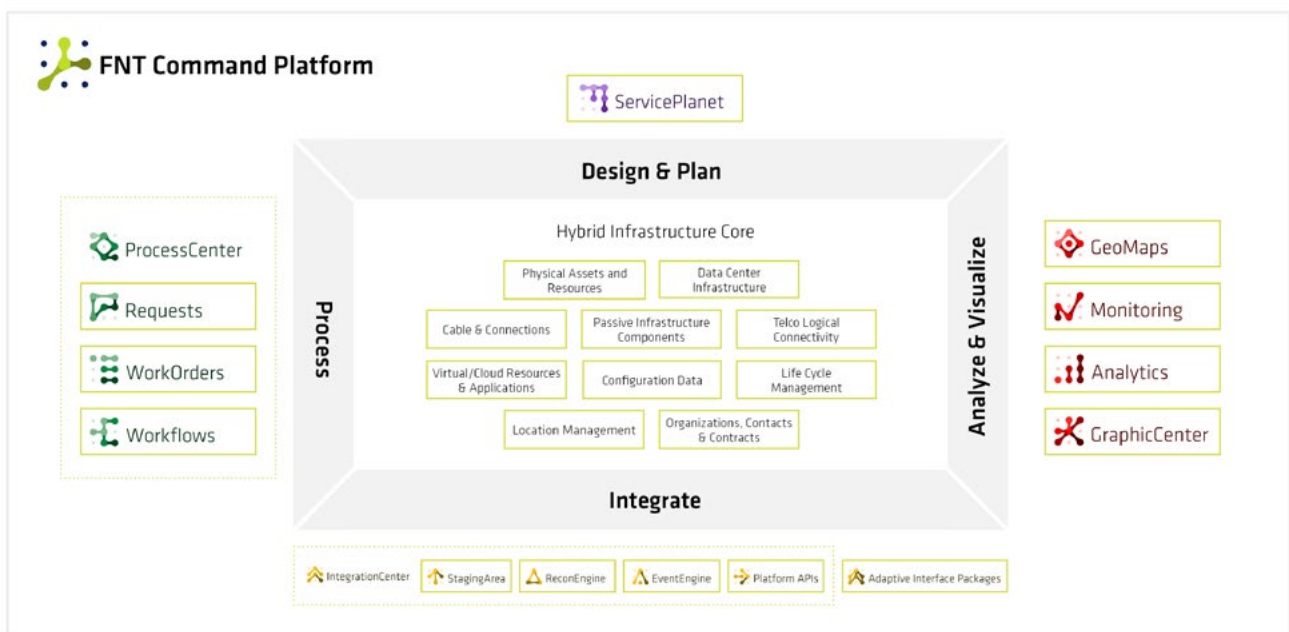 FNT Command Platform
ServicePlanet
Design & Plan
ProcessCenter
Requests
WorkOrders
Workflows
Process
Hybrid Infrastructure Core
Physical Assets and
Resources
Data Center
Infrastructure
Cable & Connections
Passive Infrastructure
Components
Telco Logical
Connectivity
Virtual/Cloud Resources
& Applications
Configuration Data
Life Cycle
Management
Location Management
Organizations, Contacts
& Contracts
Analyze & Visualize
GeoMaps
Monitoring
Analytics
GraphicCenter
Integrate
IntegrationCenter
StagingArea
ReconEngine
EventEngine
Platform APIs
Adaptive Interface Packages